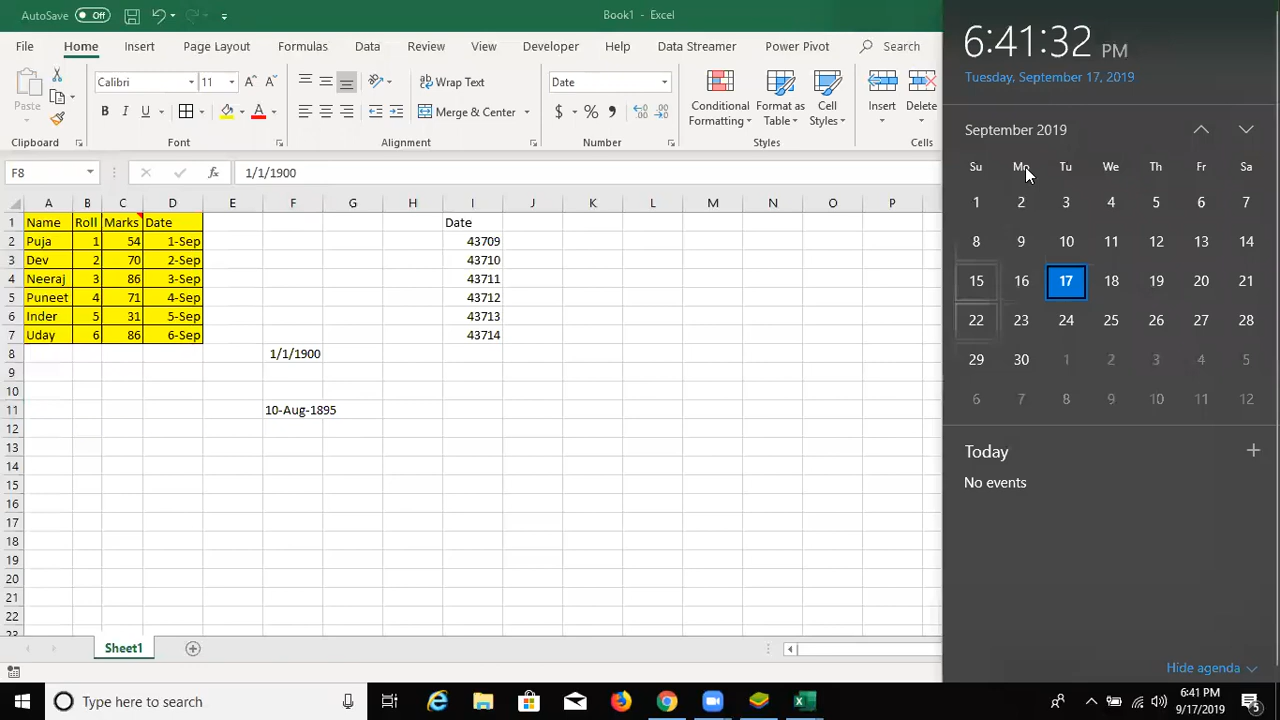 AutoSave Off
Book1 - Excel
File Home Insert Page Layout Formulas Data Review View Developer Help Data Streamer Power Pivot Search
Paste
Calibri 11
B I U
Wrap Text
Merge & Center
Date
$ % ,
Conditional Formatting
Format as Table
Cell Styles
Insert
Delete
Clipboard Font Alignment Number Styles Cells
F8 fx 1/1/1900
A B C D E F G H I J K L M N O P
1 Name Roll Marks Date Date
2 Puja 1 54 1-Sep 43709
3 Dev 2 70 2-Sep 43710
4 Neeraj 3 86 3-Sep 43711
5 Puneet 4 71 4-Sep 43712
6 Inder 5 31 5-Sep 43713
7 Uday 6 86 6-Sep 43714
8 1/1/1900
9
10
11 10-Aug-1895
12
13
14
15
16
17
18
19
20
21
22
23
Sheet1
6:41:32 PM
Tuesday, September 17, 2019
September 2019
Su Mo Tu We Th Fr Sa
1 2 3 4 5 6 7
8 9 10 11 12 13 14
15 16 17 18 19 20 21
22 23 24 25 26 27 28
29 30 1 2 3 4 5
6 7 8 9 10 11 12
Today
No events
Hide agenda
Type here to search
6:41 PM
9/17/2019
5